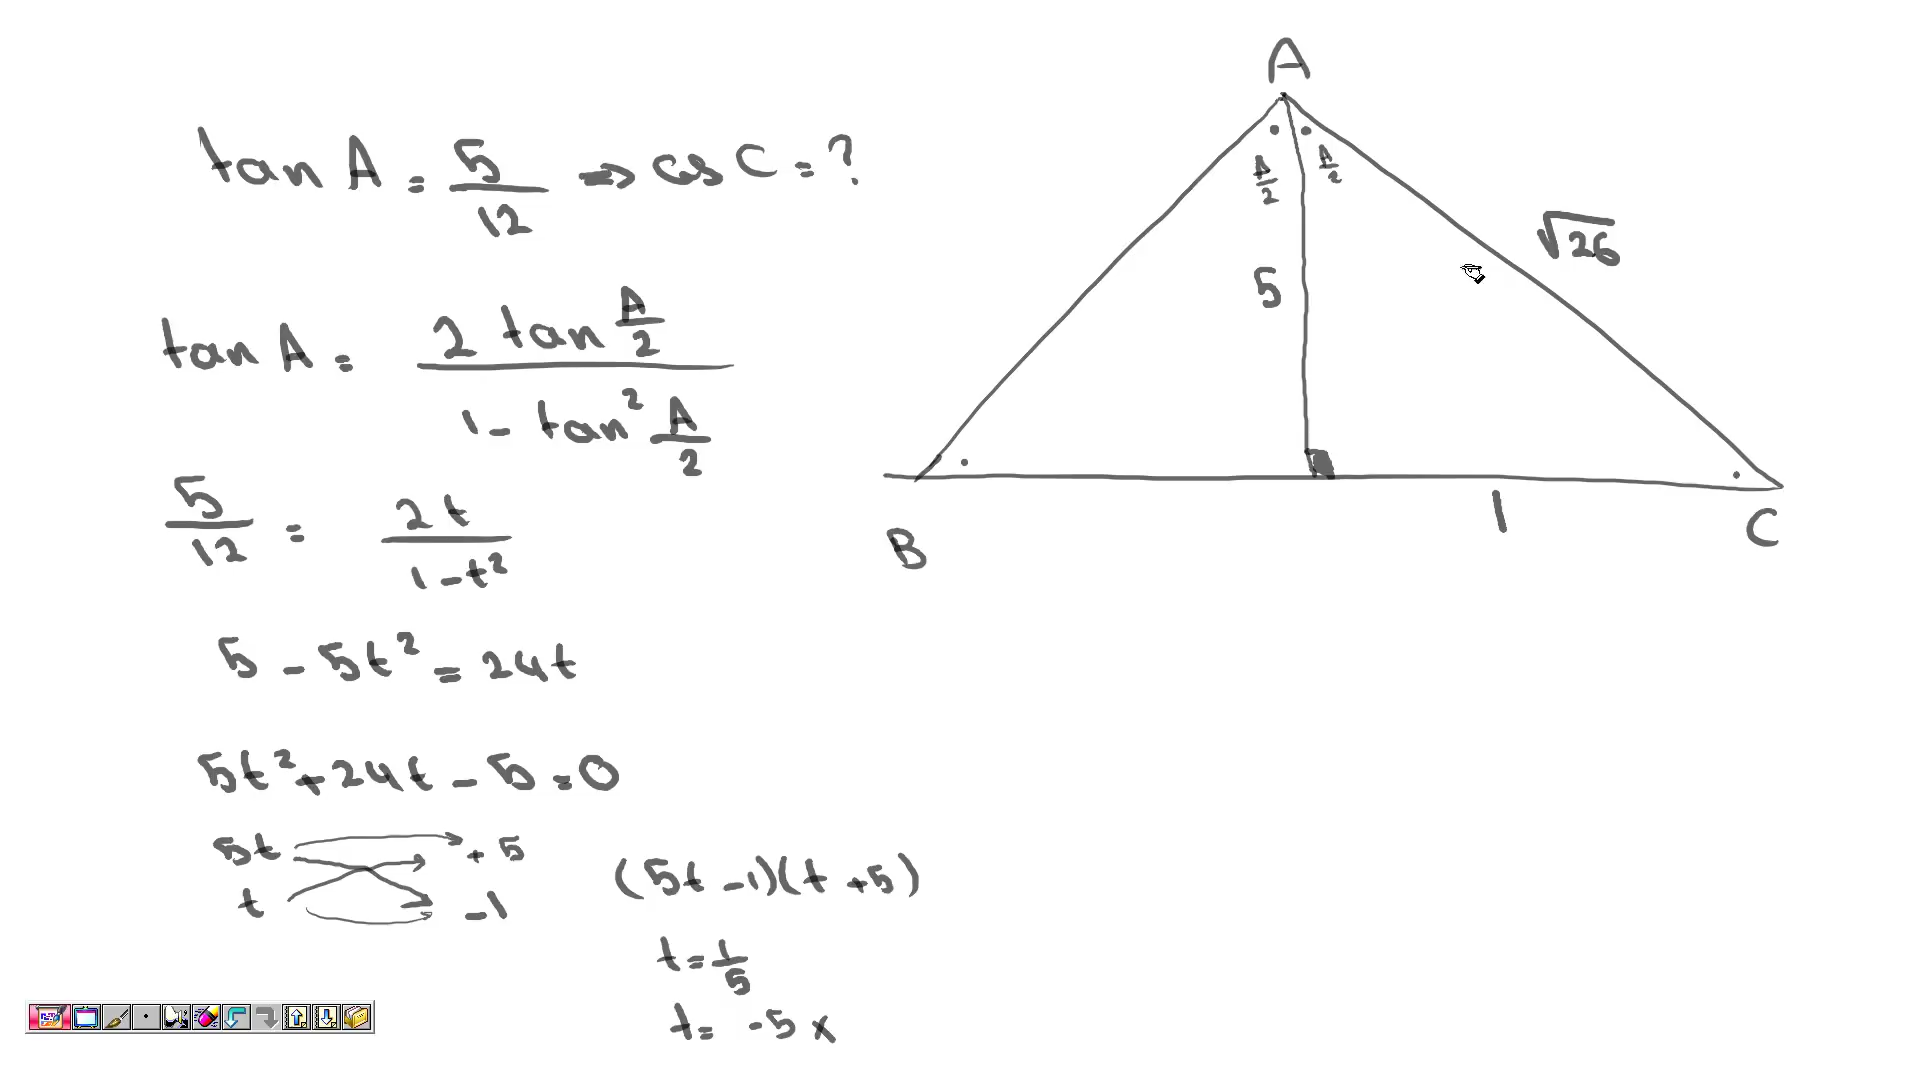 tan A = 5/12 ⇒ cos C = ?
tan A = 2 tan A/2 / 1 - tan² A/2
5/12 = 2t / 1-t²
5 - 5t² = 24t
5t² + 24t - 5 = 0
5t + 5
t -1
(5t -1)(t +5)
t = 1/5
t = -5 x
A
A/2 A/2
√26
5
B 1 C